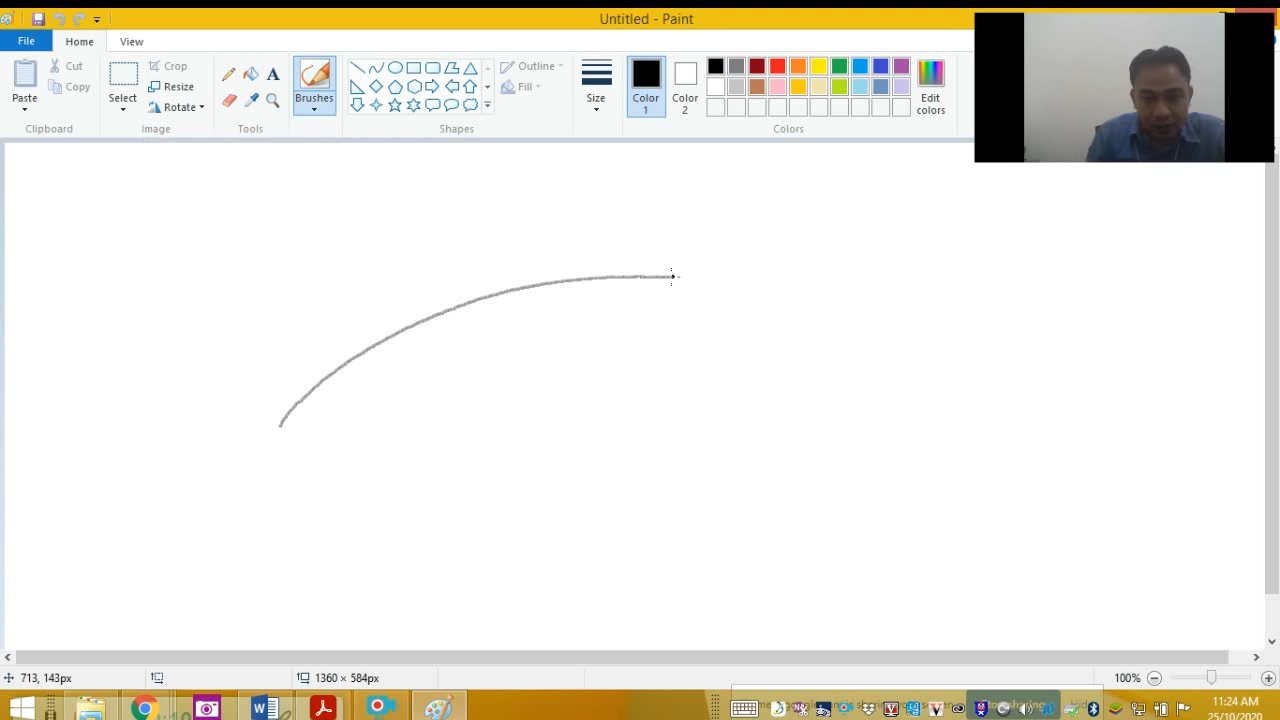 Untitled - Paint
File
Home
View
Paste
Cut
Copy
Clipboard
Select
Crop
Resize
Rotate
Image
A
Tools
Brushes
Shapes
Outline
Fill
Size
Color
1
Color
2
Edit
colors
Colors
713, 143px
1360 × 584px
100%
11:24 AM
25/10/2020